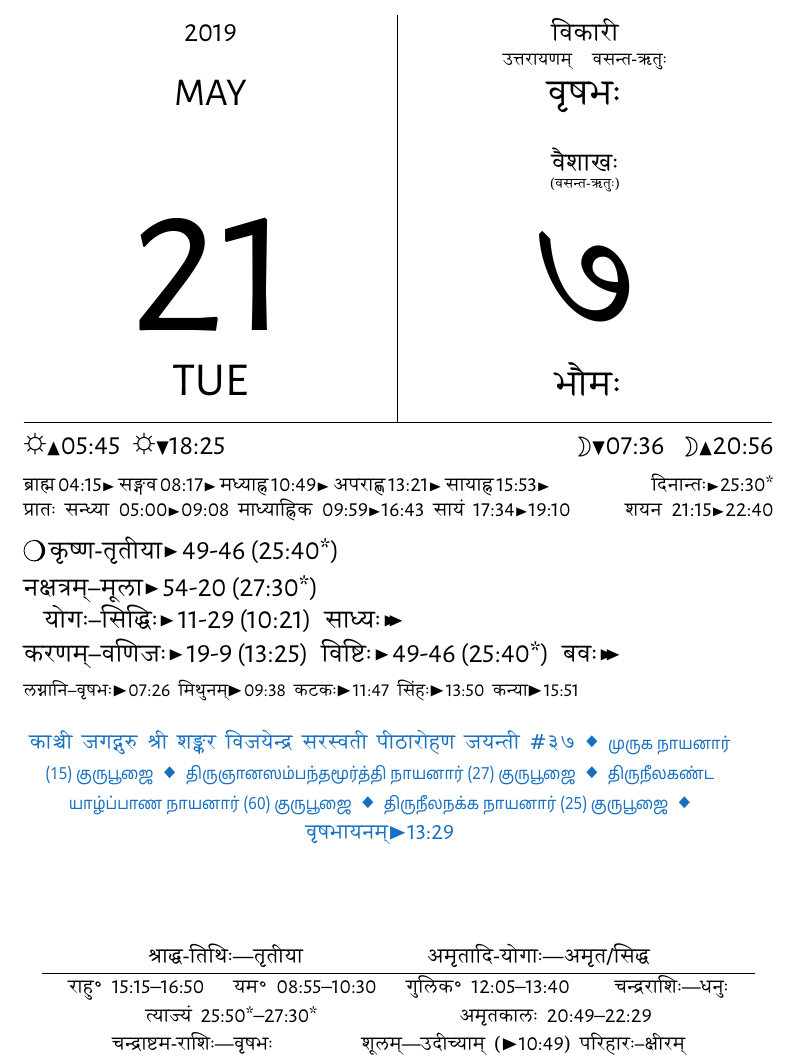 2019
MAY
21
TUE
विकारी
उत्तरायणम् वसन्त-ऋतुः
वृषभः
वैशाखः
(वसन्त-ऋतुः)
७
भौमः
☼▲05:45 ☼▼18:25 ☽▼07:36 ☽▲20:56
ब्राह्म 04:15► सङ्गव 08:17► मध्याह्न 10:49► अपराह्ण 13:21► सायाह्न 15:53► दिनान्तः►25:30*
प्रातः सन्ध्या 05:00►09:08 माध्याह्निक 09:59►16:43 सायं 17:34►19:10 शयन 21:15►22:40
❍कृष्ण-तृतीया► 49-46 (25:40*)
नक्षत्रम्–मूला►54-20 (27:30*)
योगः–सिद्धिः►11-29 (10:21) साध्यः►►
करणम्–वणिजः►19-9 (13:25) विष्टिः►49-46 (25:40*) बवः►►
लग्नानि–वृषभः►07:26 मिथुनम्►09:38 कटकः►11:47 सिंहः►13:50 कन्या►15:51
काञ्ची जगद्गुरु श्री शङ्कर विजयेन्द्र सरस्वती पीठारोहण जयन्ती #३७ ◆ முருக நாயனார்
(15) குருபூஜை ◆ திருஞானஸம்பந்தமூர்த்தி நாயனார் (27) குருபூஜை ◆ திருநீலகண்ட
யாழ்ப்பாண நாயனார் (60) குருபூஜை ◆ திருநீலநக்க நாயனார் (25) குருபூஜை ◆
वृषभायनम्►13:29
श्राद्ध-तिथिः—तृतीया अमृतादि-योगाः—अमृत/सिद्ध
राहु° 15:15–16:50 यम° 08:55–10:30 गुलिक° 12:05–13:40 चन्द्रराशिः—धनुः
त्याज्यं 25:50*–27:30* अमृतकालः 20:49–22:29
चन्द्राष्टम-राशिः—वृषभः शूलम्—उदीच्याम् (►10:49) परिहारः–क्षीरम्